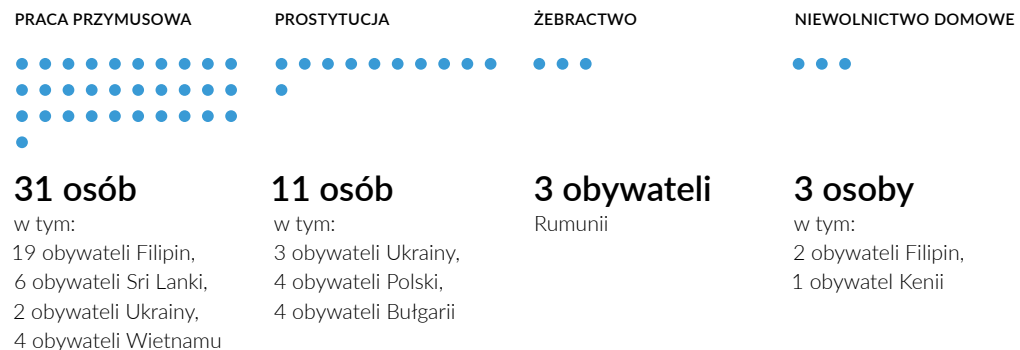 PRACA PRZYMUSOWA
31 osób
w tym:
19 obywateli Filipin,
6 obywateli Sri Lanki,
2 obywateli Ukrainy,
4 obywateli Wietnamu
PROSTYTUCJA
11 osób
w tym:
3 obywateli Ukrainy,
4 obywateli Polski,
4 obywateli Bułgarii
ŻEBRACTWO
3 obywateli
Rumunii
NIEWOLNICTWO DOMOWE
3 osoby
w tym:
2 obywateli Filipin,
1 obywatel Kenii